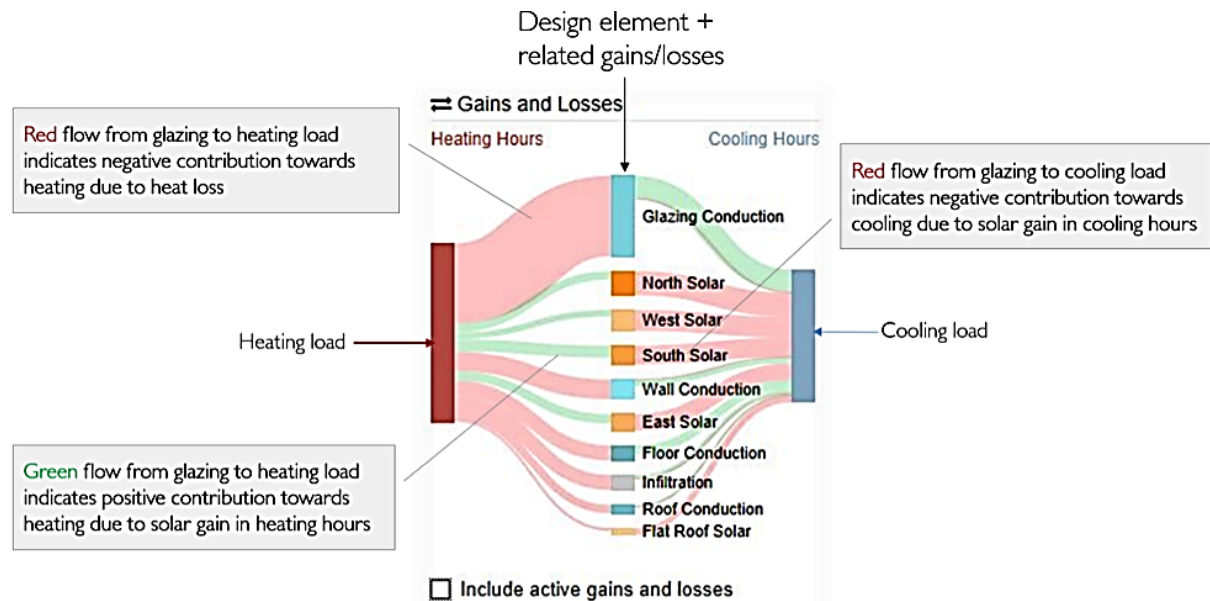 Design element +
related gains/losses
Gains and Losses
Heating Hours
Cooling Hours
Red flow from glazing to heating load
indicates negative contribution towards
heating due to heat loss
Red flow from glazing to cooling load
indicates negative contribution towards
cooling due to solar gain in cooling hours
Glazing Conduction
North Solar
West Solar
South Solar
Wall Conduction
East Solar
Floor Conduction
Infiltration
Roof Conduction
Flat Roof Solar
Heating load
Cooling load
Green flow from glazing to heating load
indicates positive contribution towards
heating due to solar gain in heating hours
Include active gains and losses